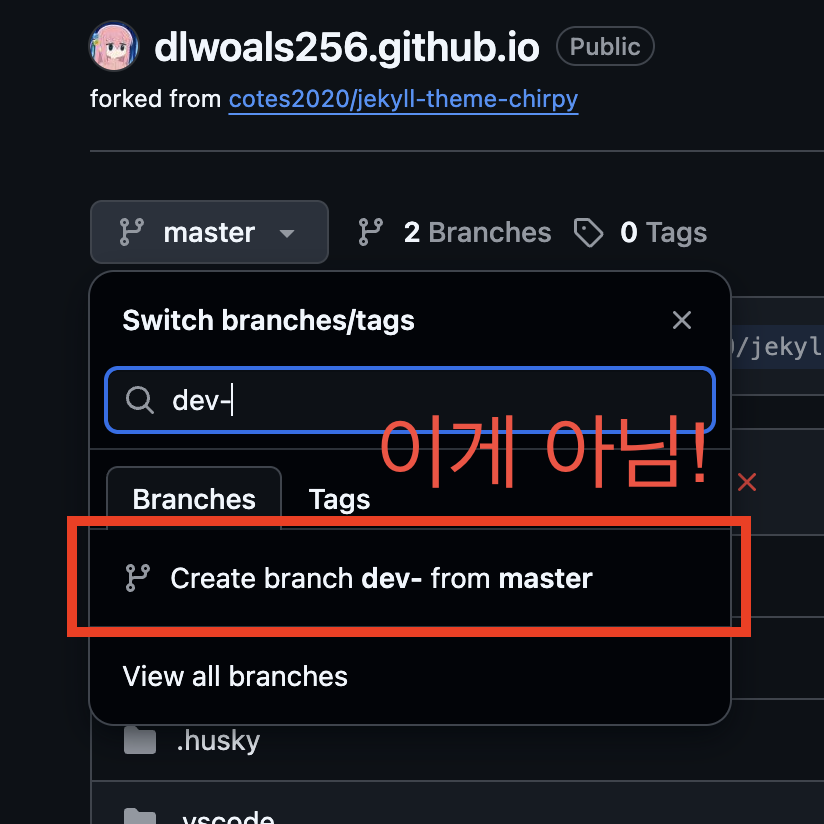 dlwoals256.github.io Public
forked from cotes2020/jekyll-theme-chirpy
master 2 Branches 0 Tags
Switch branches/tags
/jekyl
dev-
이게 아님!
Branches Tags
Create branch dev- from master
View all branches
.husky
.vscode